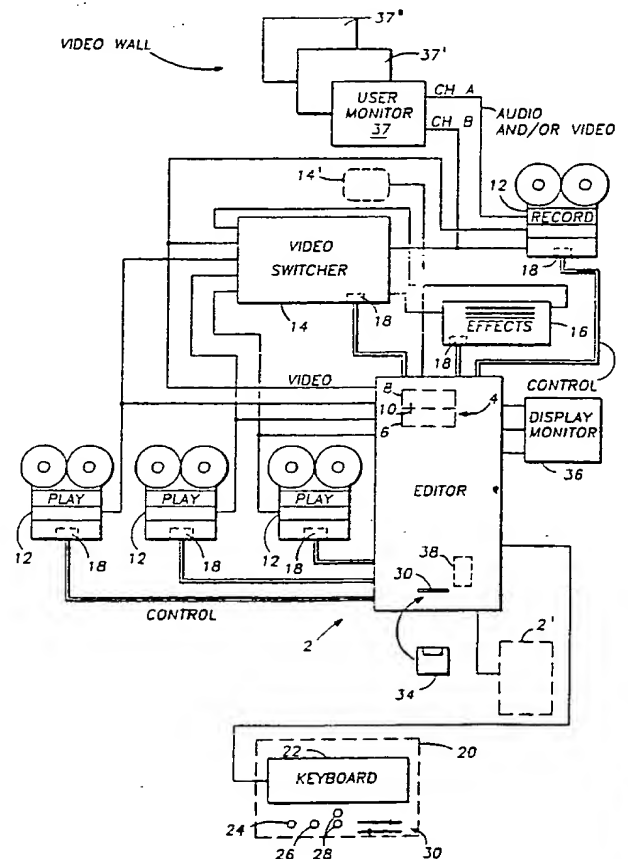 37"
VIDEO WALL
37'
USER
MONITOR
37
CH A
CH B
AUDIO
AND/OR VIDEO
14'
12
RECORD
18
VIDEO
SWITCHER
18
14
EFFECTS
16
18
CONTROL
VIDEO
8
10
6
4
DISPLAY
MONITOR
36
EDITOR
PLAY
PLAY
PLAY
12
18
12
18
12
18
38
30
CONTROL
2
34
2'
20
22
KEYBOARD
24
26
28
30